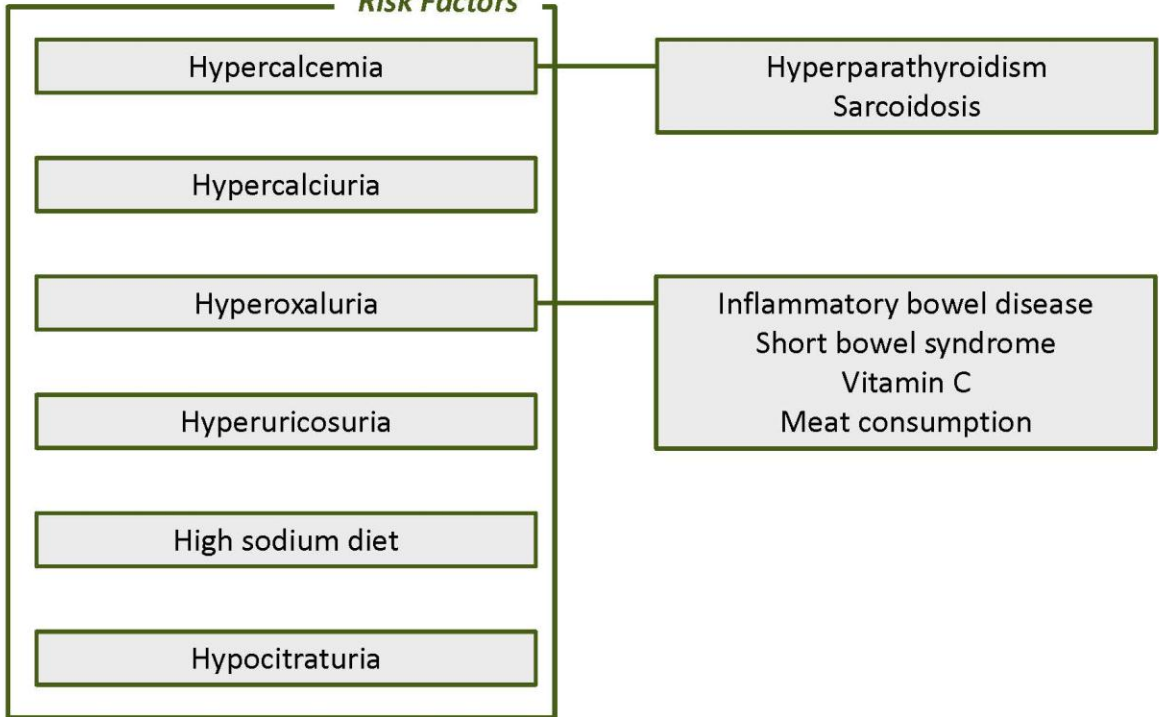 Risk Factors
Hypercalcemia
Hyperparathyroidism
Sarcoidosis
Hypercalciuria
Hyperoxaluria
Inflammatory bowel disease
Short bowel syndrome
Vitamin C
Meat consumption
Hyperuricosuria
High sodium diet
Hypocitraturia